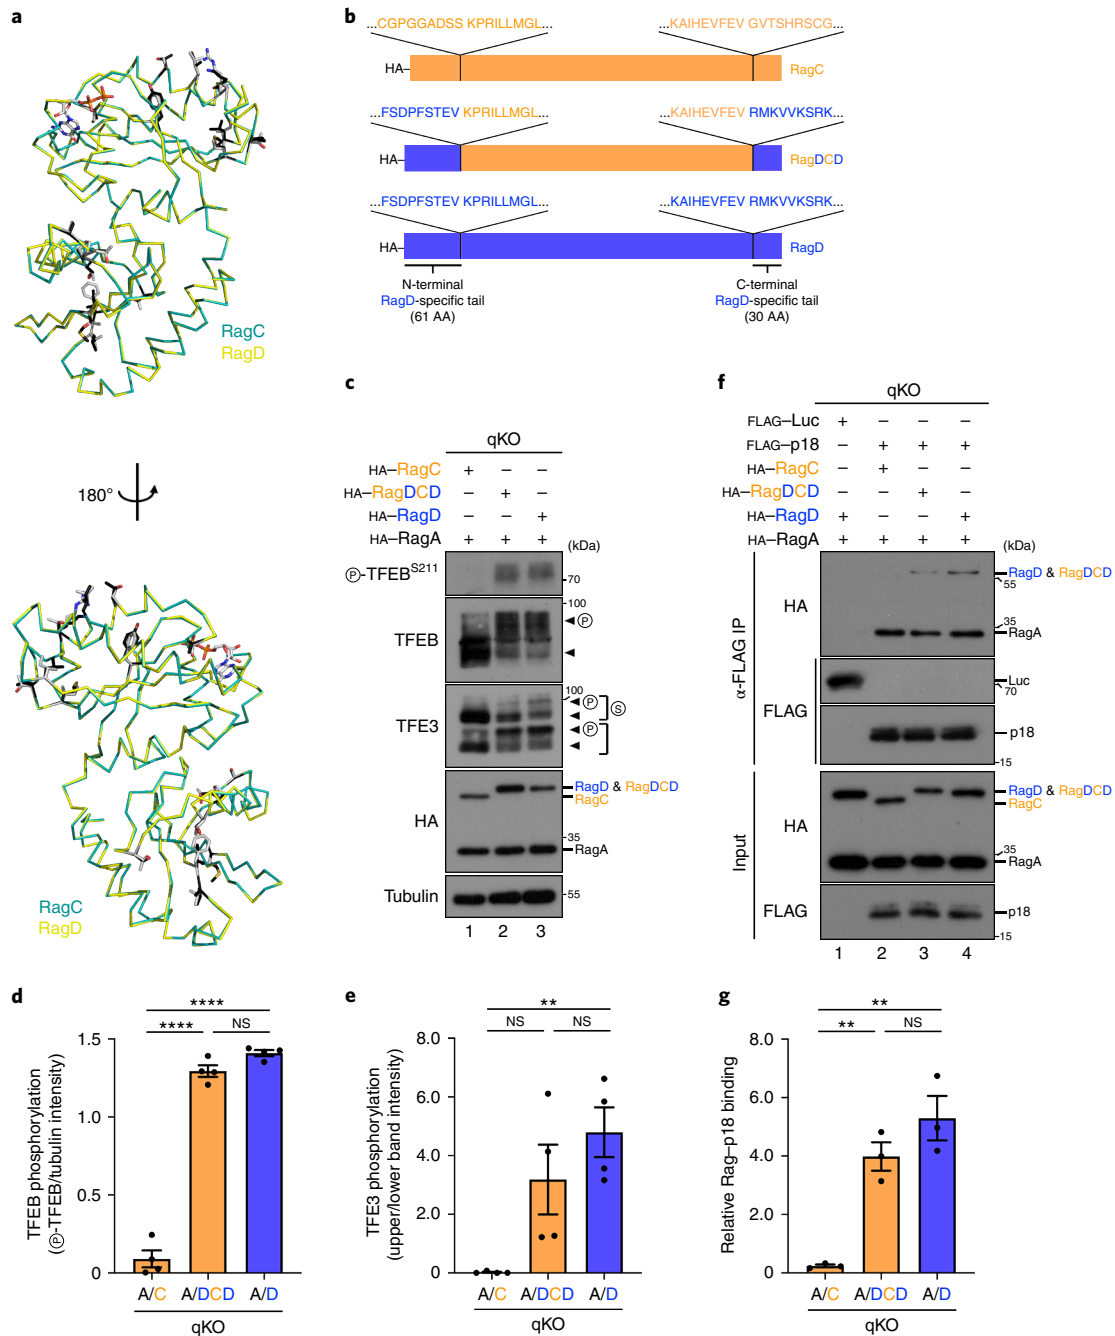 a
RagC
RagD
180°
RagC
RagD
b
...CGPGGADSSKPRILLMGL...
...KAIHEVFEV GVTSHRSCG...
HA–
RagC
...FSDPFSTEV KPRILLMGL...
...KAIHEVFEV RMKVVKSRK...
HA–
RagDCD
...FSDPFSTEV KPRILLMGL...
...KAIHEVFEV RMKVVKSRK...
HA–
RagD
N-terminal
RagD-specific tail
(61 AA)
C-terminal
RagD-specific tail
(30 AA)
c
qKO
HA–RagC + – –
HA–RagDCD – + –
HA–RagD – – +
HA–RagA + + +
(kDa)
Ⓟ-TFEB^S211
70
TFEB
100
Ⓟ
TFE3
100
Ⓟ
Ⓢ
Ⓟ
HA
RagD & RagDCD
RagC
35
RagA
Tubulin
55
1 2 3
f
qKO
FLAG–Luc + – – –
FLAG–p18 – + + +
HA–RagC – + – –
HA–RagDCD – – + –
HA–RagD + – – +
HA–RagA + + + +
(kDa)
α-FLAG IP
HA
RagD & RagDCD
55
35
RagA
FLAG
Luc
70
p18
15
Input
HA
RagD & RagDCD
RagC
35
RagA
FLAG
p18
15
1 2 3 4
d
****
**** NS
TFEB phosphorylation
(Ⓟ-TFEB/tubulin intensity)
1.5
1.0
0.5
0
A/C A/DCD A/D
qKO
e
**
NS NS
TFE3 phosphorylation
(upper/lower band intensity)
8.0
6.0
4.0
2.0
0
A/C A/DCD A/D
qKO
g
**
** NS
Relative Rag–p18 binding
8.0
6.0
4.0
2.0
0
A/C A/DCD A/D
qKO